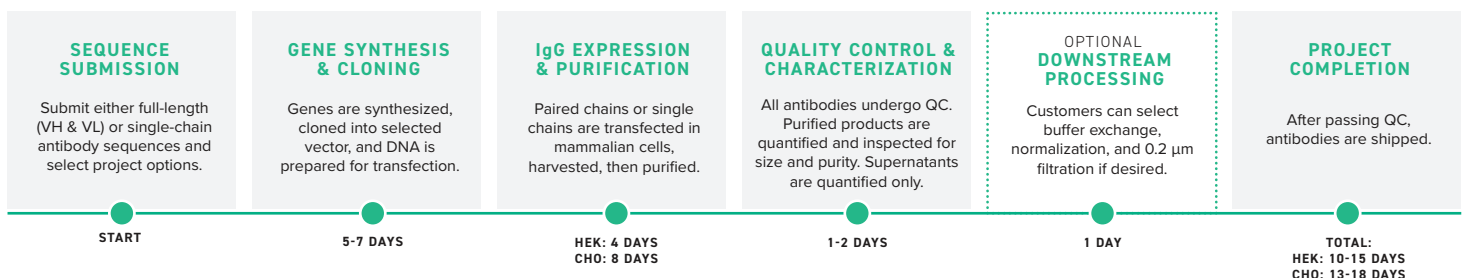 SEQUENCE
SUBMISSION
Submit either full-length
(VH & VL) or single-chain
antibody sequences and
select project options.
START
GENE SYNTHESIS
& CLONING
Genes are synthesized,
cloned into selected
vector, and DNA is
prepared for transfection.
5-7 DAYS
IgG EXPRESSION
& PURIFICATION
Paired chains or single
chains are transfected in
mammalian cells,
harvested, then purified.
HEK: 4 DAYS
CHO: 8 DAYS
QUALITY CONTROL &
CHARACTERIZATION
All antibodies undergo QC.
Purified products are
quantified and inspected for
size and purity. Supernatants
are quantified only.
1-2 DAYS
OPTIONAL
DOWNSTREAM
PROCESSING
Customers can select
buffer exchange,
normalization, and 0.2 µm
filtration if desired.
1 DAY
PROJECT
COMPLETION
After passing QC,
antibodies are shipped.
TOTAL:
HEK: 10-15 DAYS
CHO: 13-18 DAYS